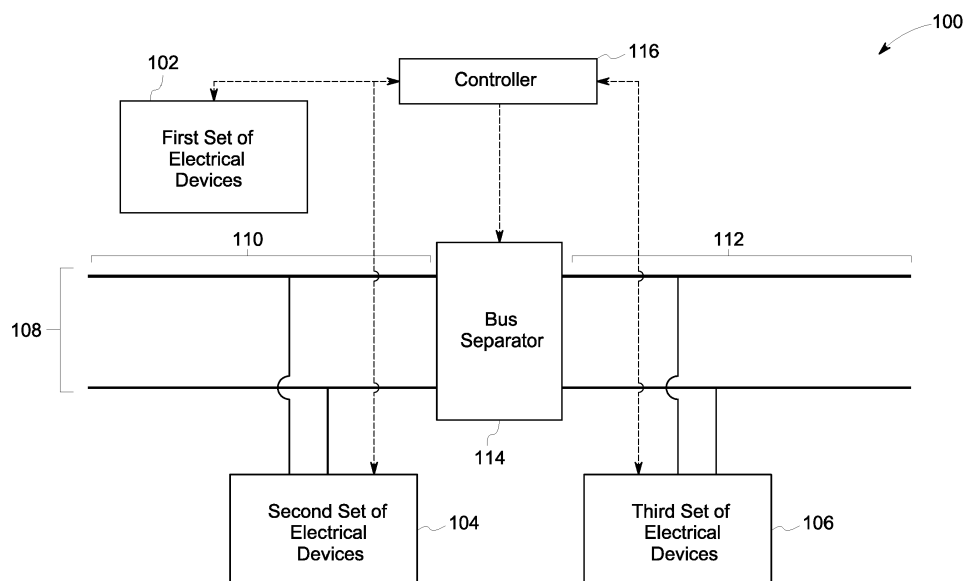 100
116
102
Controller
First Set of
Electrical
Devices
110
112
108
Bus
Separator
114
Second Set of
Electrical
Devices
104
Third Set of
Electrical
Devices
106